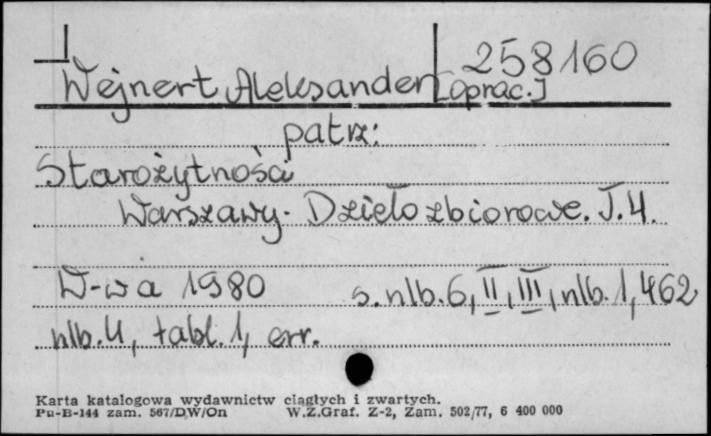 258160
Wejnert Aleksander [oprac.]
patrz:
Starożytności
Warszawy. Dzieło zbiorowe. T.4.
W-wa 1980 s.nlb.6, II, III, nlb.1, 462,
nlb.4, tabl.1, err.
Karta katalogowa wydawnictw ciągłych i zwartych.
Pu-B-144 zam. 567/D,W/On W.Z.Graf. Z-2, Zam. 502/77, 6 400 000